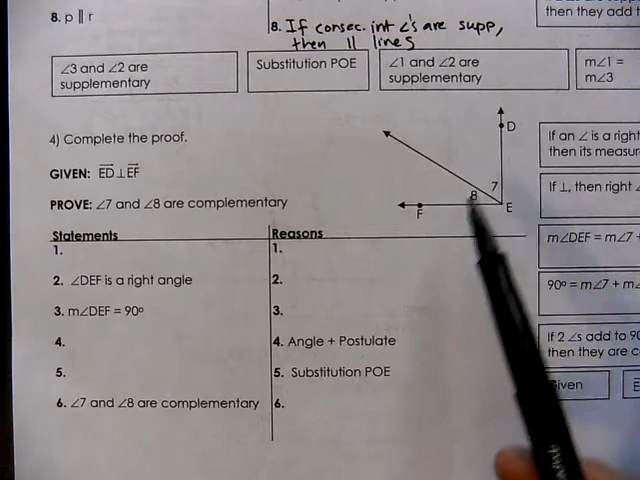 then they add t
8. p ∥ r
8. If consec. int ∠'s are supp,
then || lines
∠3 and ∠2 are
supplementary
Substitution POE
∠1 and ∠2 are
supplementary
m∠1 =
m∠3
4) Complete the proof.
GIVEN: ED ⊥ EF
PROVE: ∠7 and ∠8 are complementary
D
7
8
E
F
If an ∠ is a right
then its measur
If ⊥, then right ∠
m∠DEF = m∠7 +
90º = m∠7 + m∠
If 2 ∠s add to 90
then they are c
Given
E
Statements Reasons
1. 1.
2. ∠DEF is a right angle 2.
3. m∠DEF = 90º 3.
4. 4. Angle + Postulate
5. 5. Substitution POE
6. ∠7 and ∠8 are complementary 6.